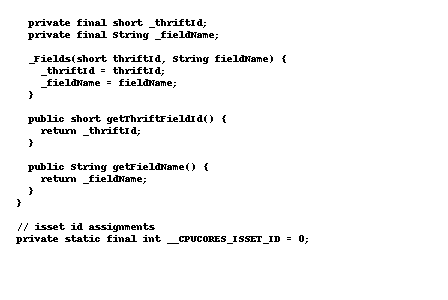 private final short _thriftId;
private final String _fieldName;
_Fields(short thriftId, String fieldName) {
_thriftId = thriftId;
_fieldName = fieldName;
}
public short getThriftFieldId() {
return _thriftId;
}
public String getFieldName() {
return _fieldName;
}
}
// isset id assignments
private static final int __CPUCORES_ISSET_ID = 0;